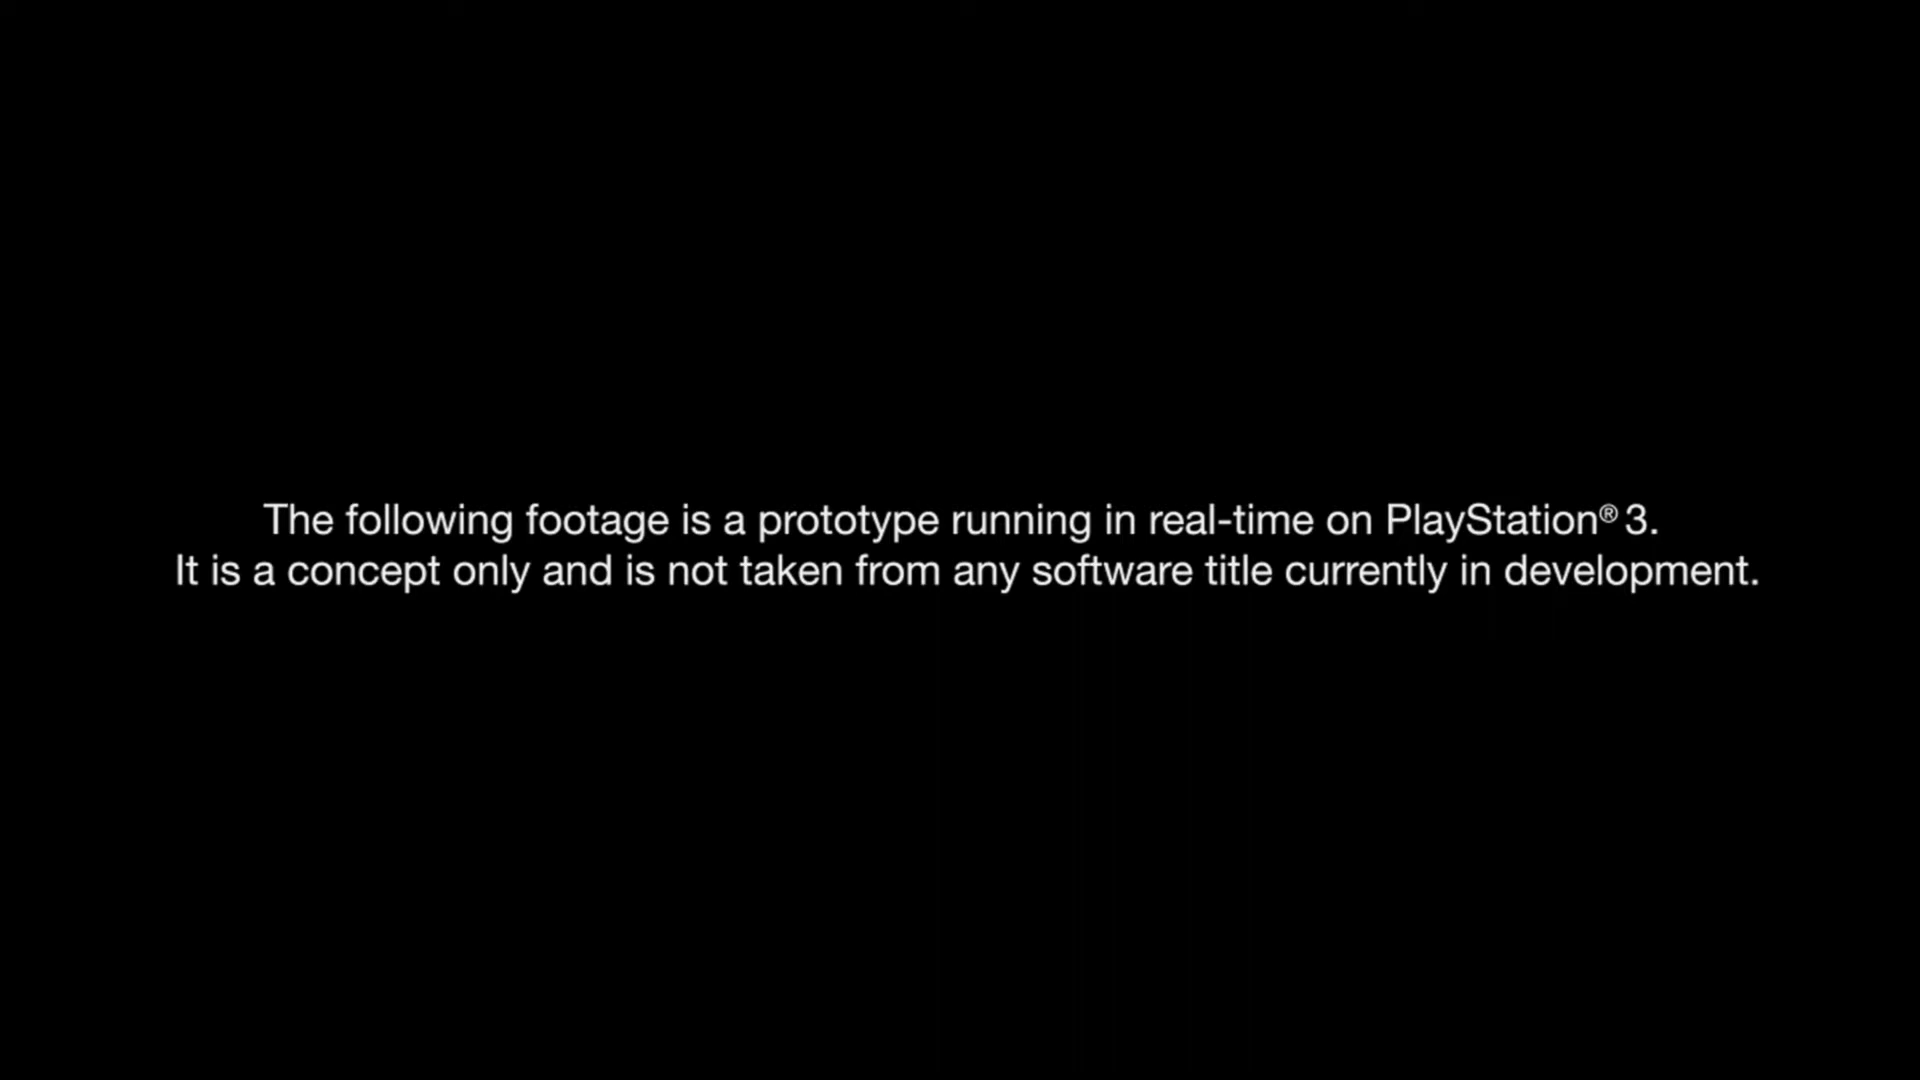 The following footage is a prototype running in real-time on PlayStation® 3.
It is a concept only and is not taken from any software title currently in development.